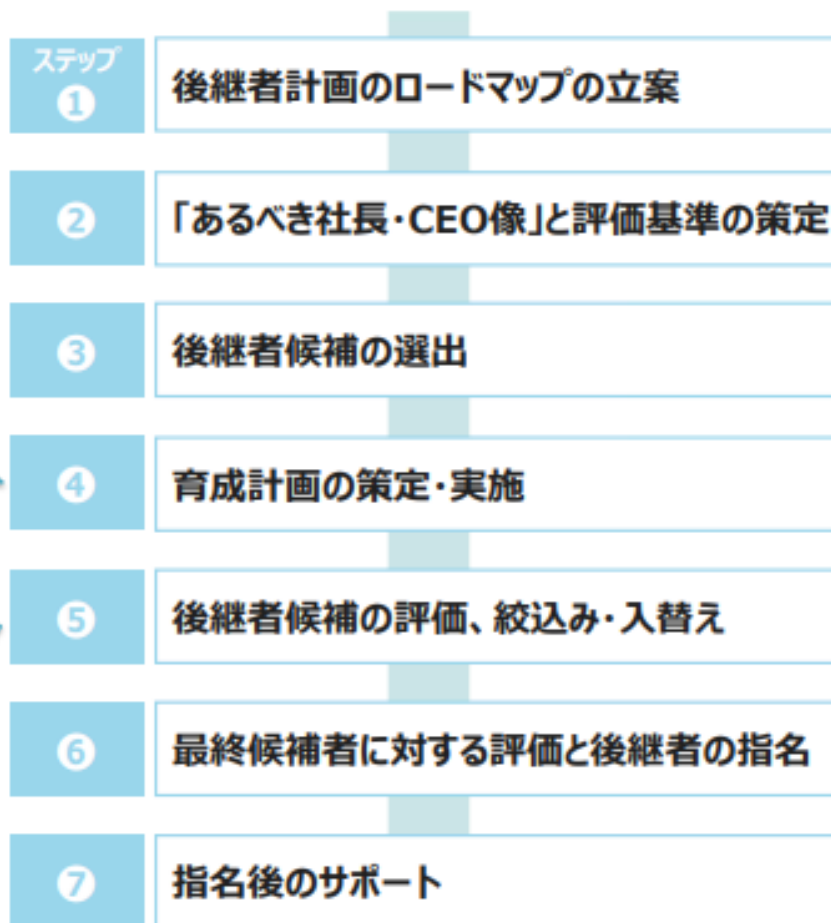 ステップ
❶
後継者計画のロードマップの立案
❷
「あるべき社長・CEO像」と評価基準の策定
❸
後継者候補の選出
❹
育成計画の策定・実施
❺
後継者候補の評価、絞込み・入替え
❻
最終候補者に対する評価と後継者の指名
❼
指名後のサポート